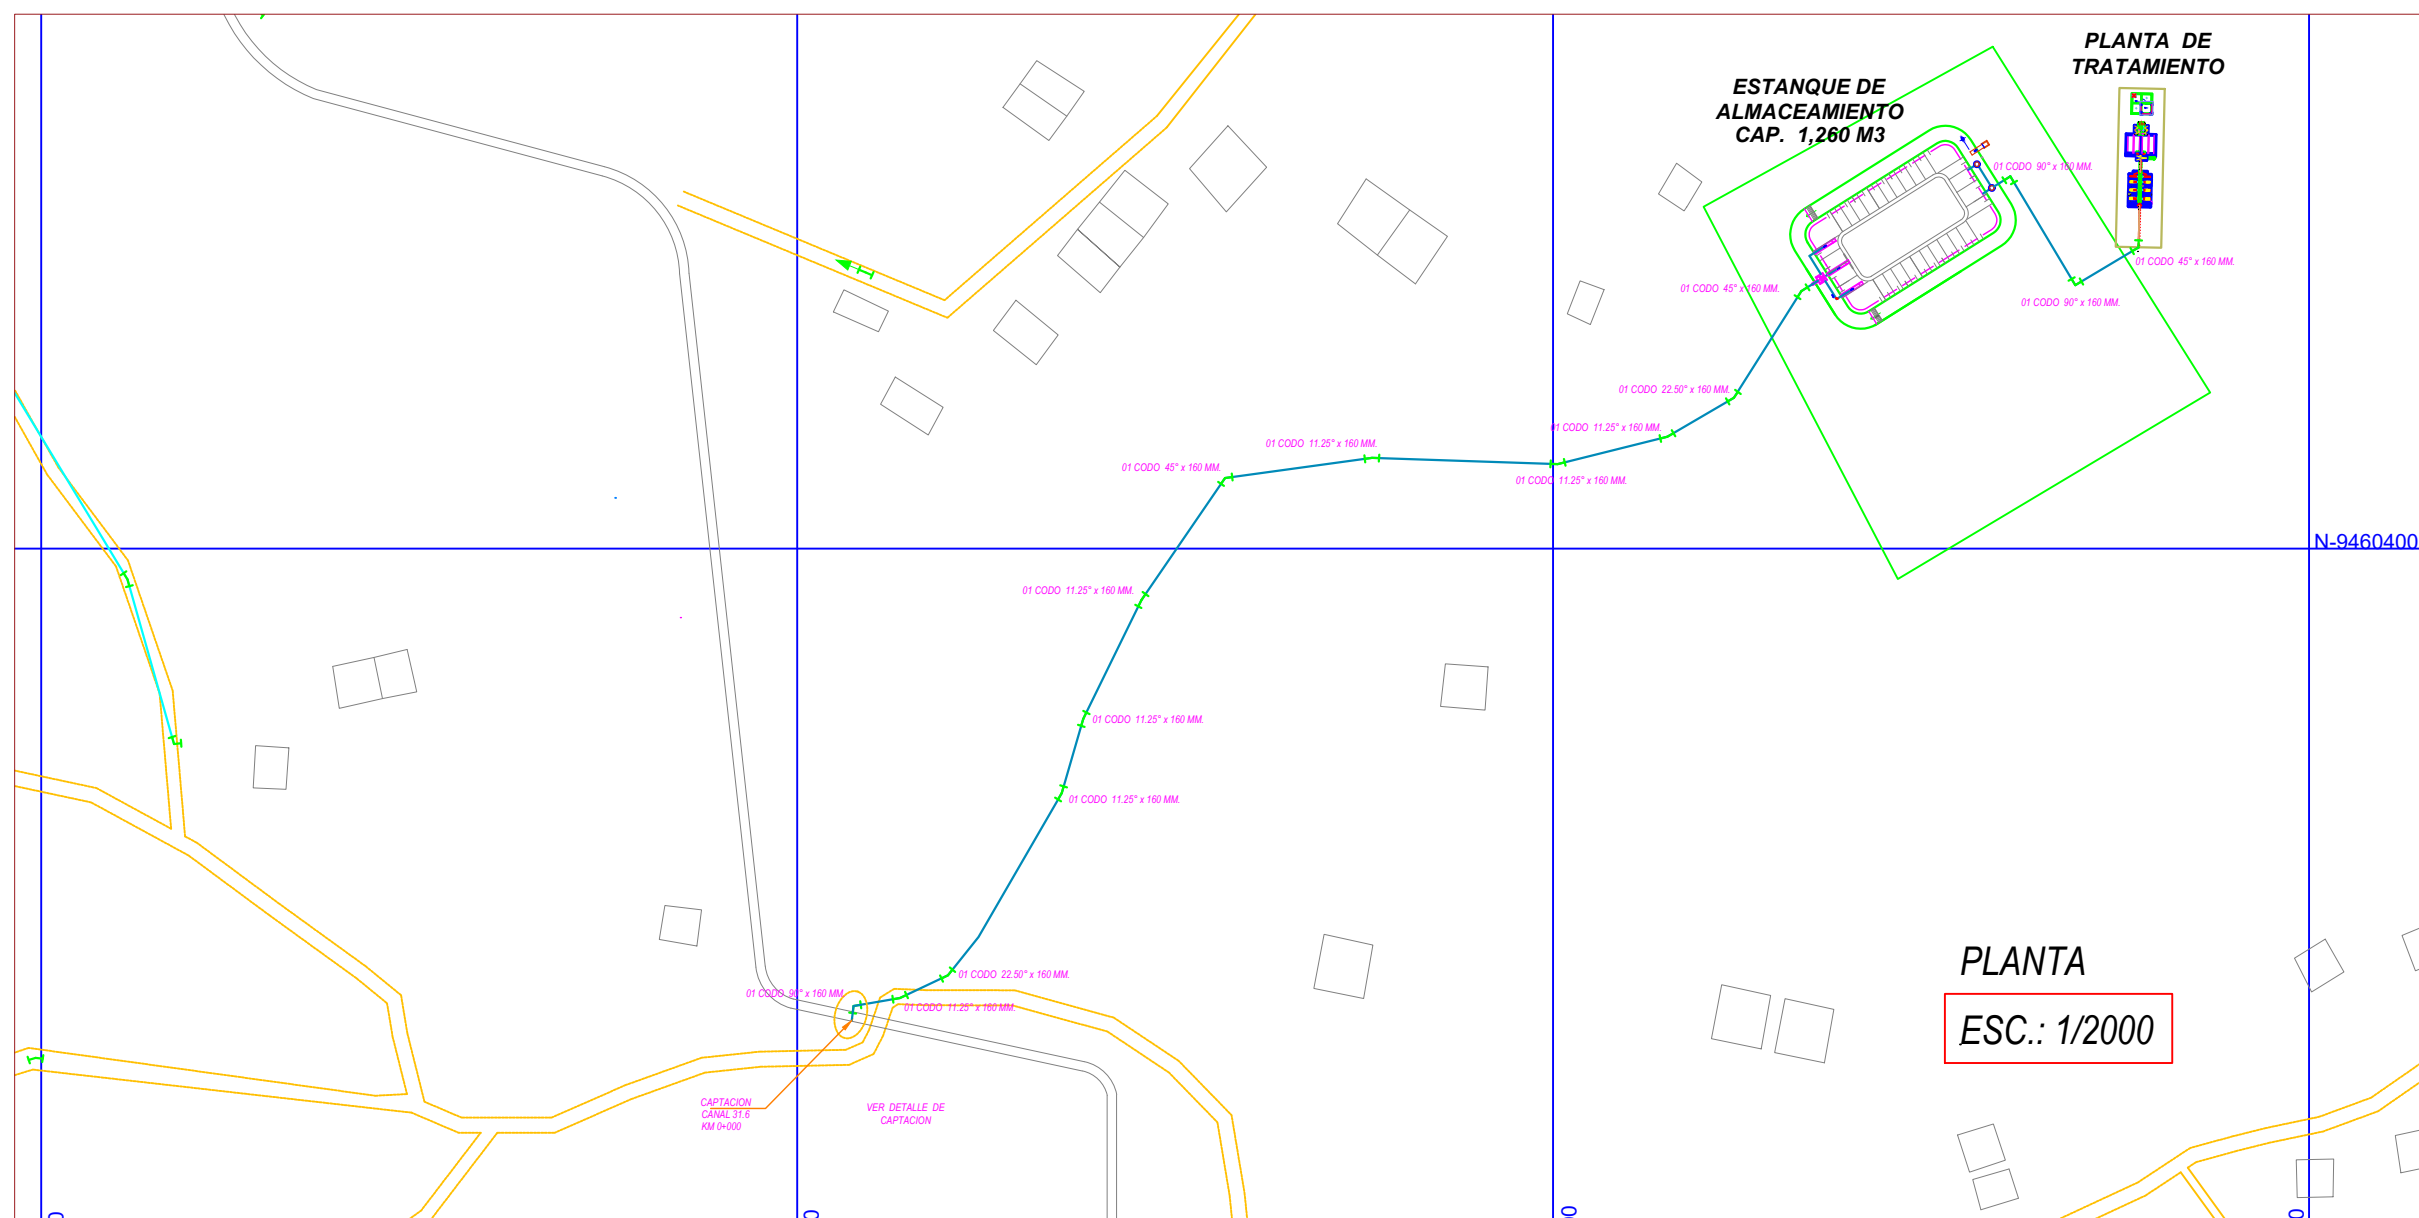 PLANTA DE
TRATAMIENTO
ESTANQUE DE
ALMACEAMIENTO
CAP. 1,260 M3
01 CODO 90° x 160 MM.
01 CODO 45° x 160 MM.
01 CODO 45° x 160 MM.
01 CODO 90° x 160 MM.
01 CODO 22.50° x 160 MM.
01 CODO 11.25° x 160 MM.
01 CODO 11.25° x 160 MM.
01 CODO 45° x 160 MM.
01 CODO 11.25° x 160 MM.
N-9460400
01 CODO 11.25° x 160 MM.
01 CODO 11.25° x 160 MM.
01 CODO 11.25° x 160 MM.
01 CODO 22.50° x 160 MM.
01 CODO 90° x 160 MM.
01 CODO 11.25° x 160 MM.
PLANTA
ESC.: 1/2000
CAPTACION
CANAL 31.6
KM 0+000
VER DETALLE DE
CAPTACION